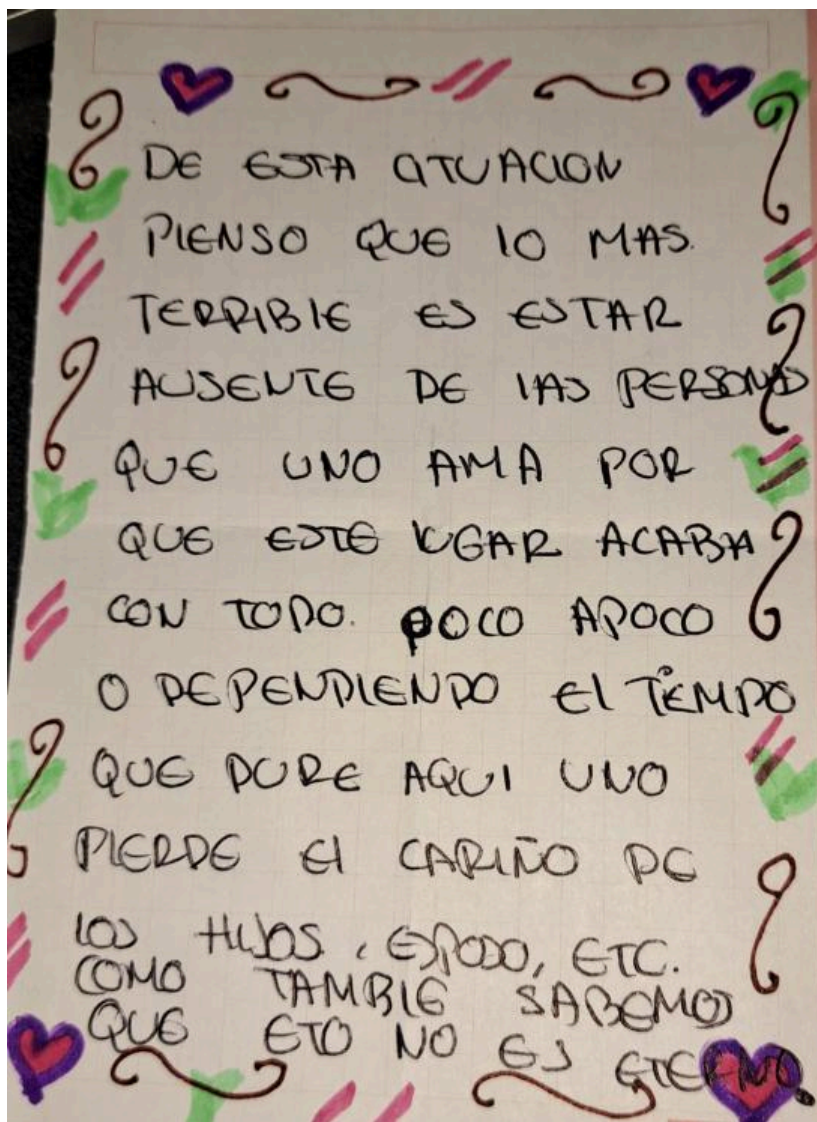 DE ESTA CITUACION
PIENSO QUE LO MAS.
TERRIBLE ES ESTAR
AUSENTE DE LAS PERSONAS
QUE UNO AMA POR
QUE ESTE LUGAR ACABA
CON TODO. POCO APOCO
O DEPENDIENDO El TIEMPO
QUE DURE AQUI UNO
PIERDE El CARIÑO DE
LOS HIJOS, ESPOSO, ETC.
COMO TAMBIE SABEMOS
QUE ETO NO ES ETERNO.